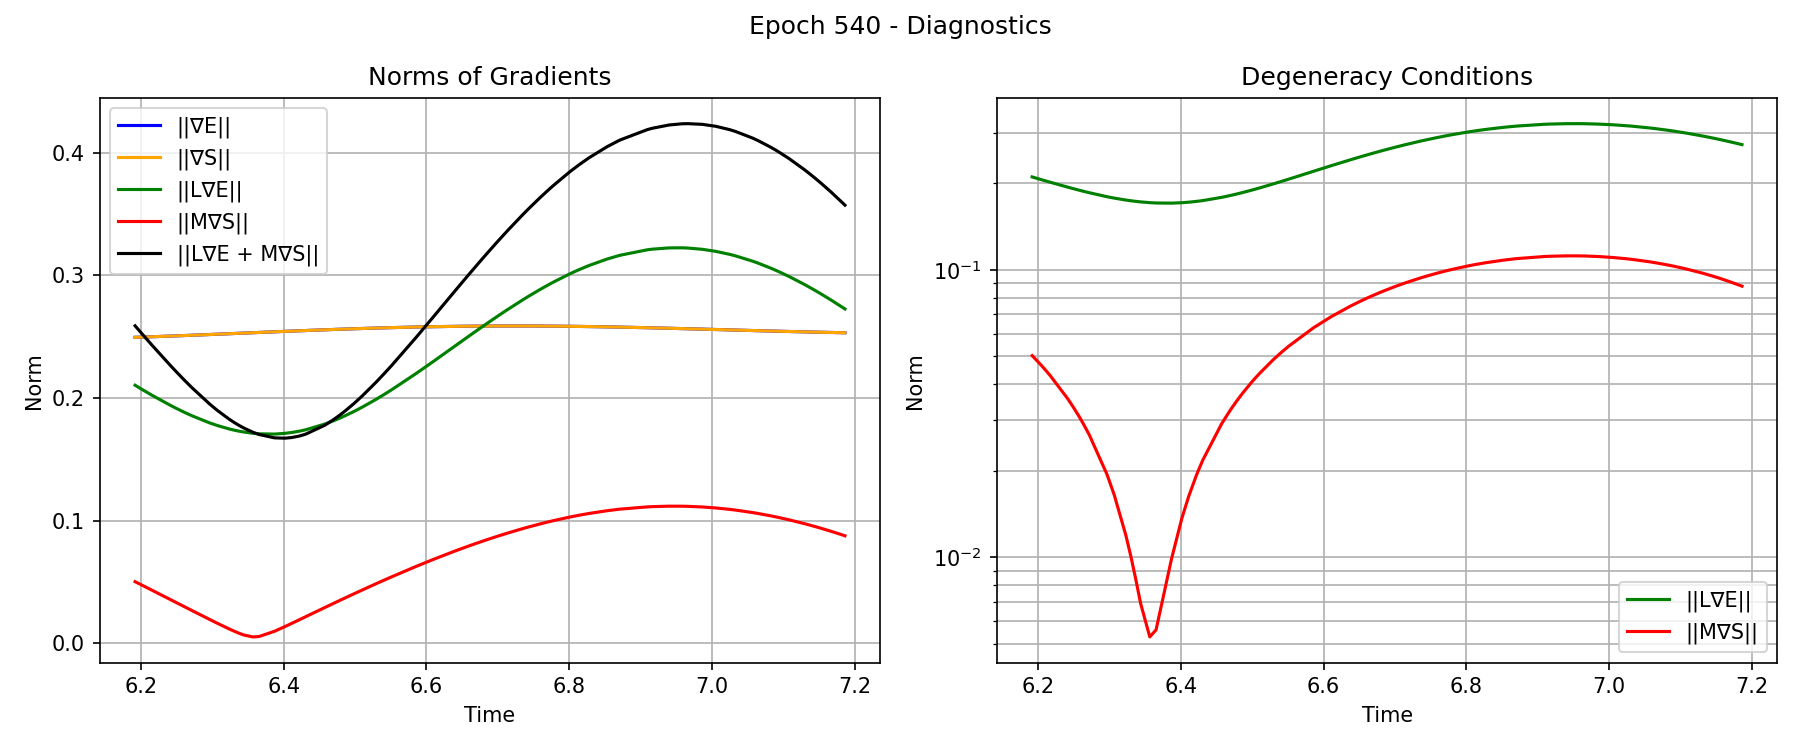 Epoch 540 - Diagnostics
Norms of Gradients
||∇E||
||∇S||
||L∇E||
||M∇S||
||L∇E + M∇S||
Norm
0.4
0.3
0.2
0.1
0.0
6.2 6.4 6.6 6.8 7.0 7.2
Time
Degeneracy Conditions
Norm
10⁻¹
10⁻²
||L∇E||
||M∇S||
6.2 6.4 6.6 6.8 7.0 7.2
Time